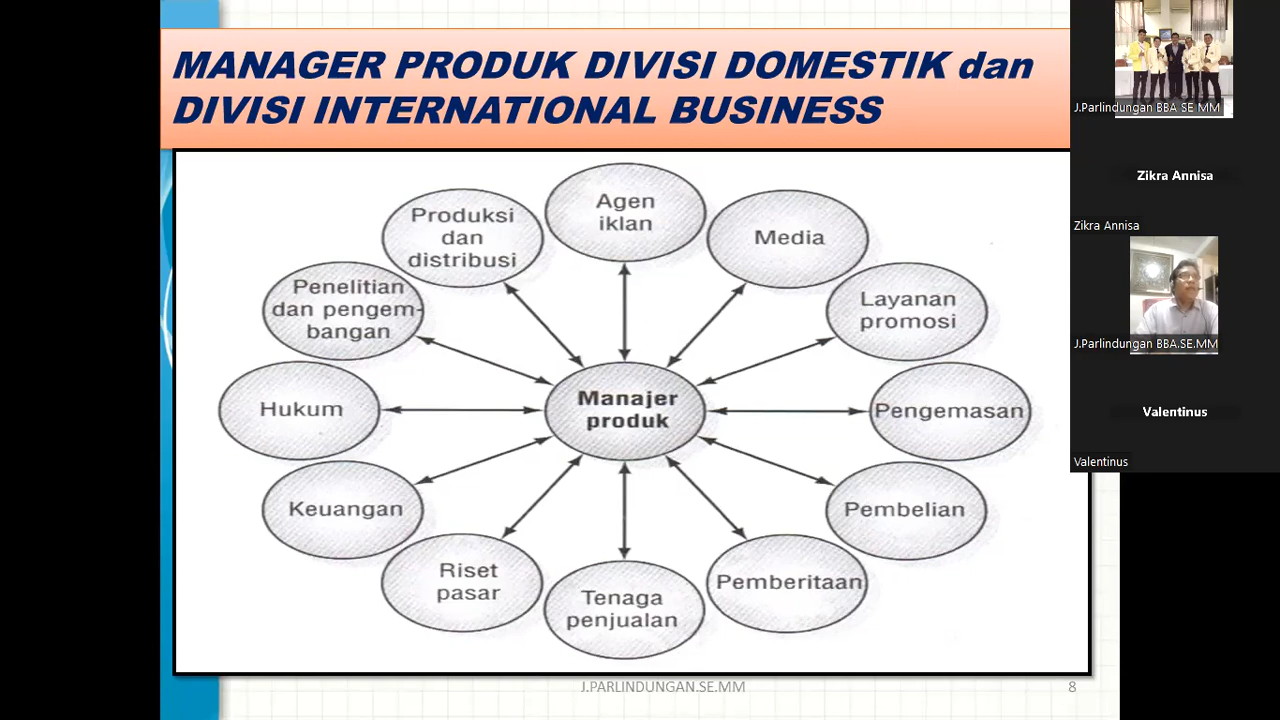 MANAGER PRODUK DIVISI DOMESTIK dan
DIVISI INTERNATIONAL BUSINESS
Agen
iklan
Media
Layanan
promosi
Pengemasan
Pembelian
Pemberitaan
Tenaga
penjualan
Riset
pasar
Keuangan
Hukum
Penelitian
dan pengem-
bangan
Produksi
dan
distribusi
Manajer
produk
J.PARLINDUNGAN.SE.MM
8
J.Parlindungan BBA SE MM
Zikra Annisa
Zikra Annisa
J.Parlindungan BBA.SE.MM
Valentinus
Valentinus